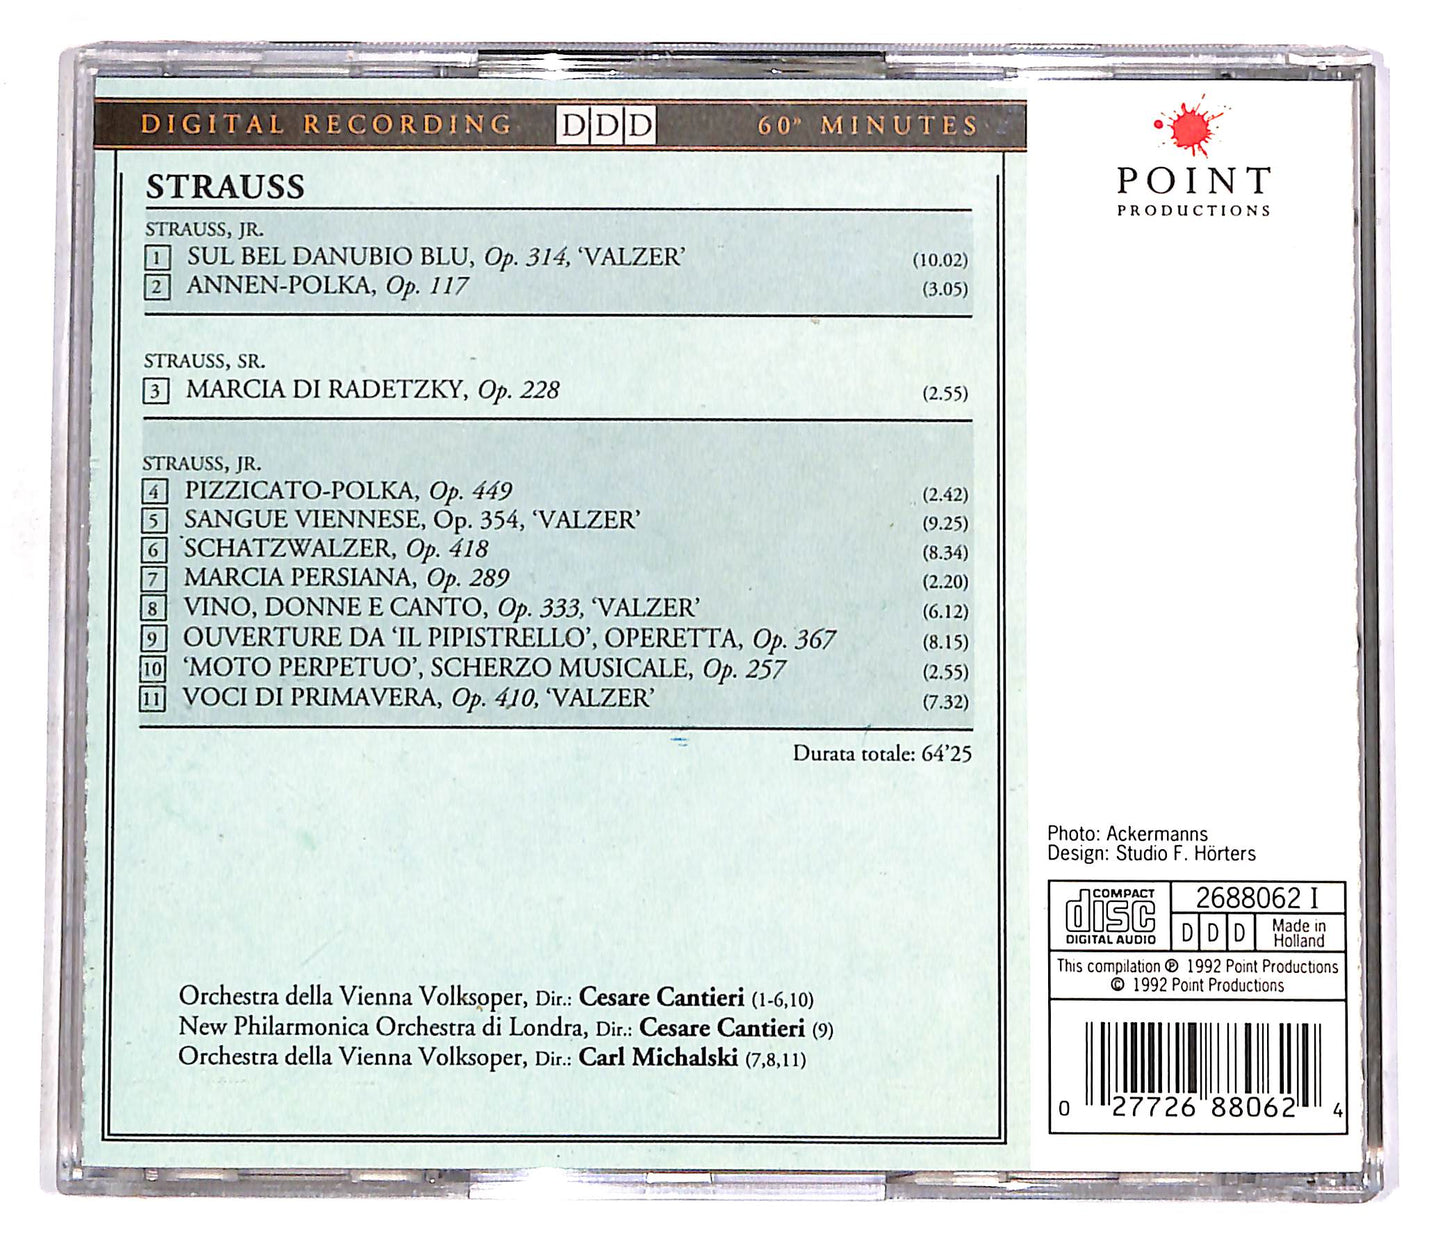 DIGITAL RECORDING DDD 60" MINUTES
STRAUSS
STRAUSS, JR.
1 SUL BEL DANUBIO BLU, Op. 314, ‘VALZER’ (10.02)
2 ANNEN-POLKA, Op. 117 (3.05)
STRAUSS, SR.
3 MARCIA DI RADETZKY, Op. 228 (2.55)
STRAUSS, JR.
4 PIZZICATO-POLKA, Op. 449 (2.42)
5 SANGUE VIENNESE, Op. 354, ‘VALZER’ (9.25)
6 SCHATZWALZER, Op. 418 (8.34)
7 MARCIA PERSIANA, Op. 289 (2.20)
8 VINO, DONNE E CANTO, Op. 333, ‘VALZER’ (6.12)
9 OUVERTURE DA ‘IL PIPISTRELLO’, OPERETTA, Op. 367 (8.15)
10 ‘MOTO PERPETUO’, SCHERZO MUSICALE, Op. 257 (2.55)
11 VOCI DI PRIMAVERA, Op. 410, ‘VALZER’ (7.32)
Durata totale: 64’25
Orchestra della Vienna Volksoper, Dir.: Cesare Cantieri (1-6,10)
New Philarmonica Orchestra di Londra, Dir.: Cesare Cantieri (9)
Orchestra della Vienna Volksoper, Dir.: Carl Michalski (7,8,11)
POINT
PRODUCTIONS
Photo: Ackermanns
Design: Studio F. Hörters
COMPACT
disc
DIGITAL AUDIO
2688062 I
DDD
Made in
Holland
This compilation ℗ 1992 Point Productions
© 1992 Point Productions
0 27726 88062 4